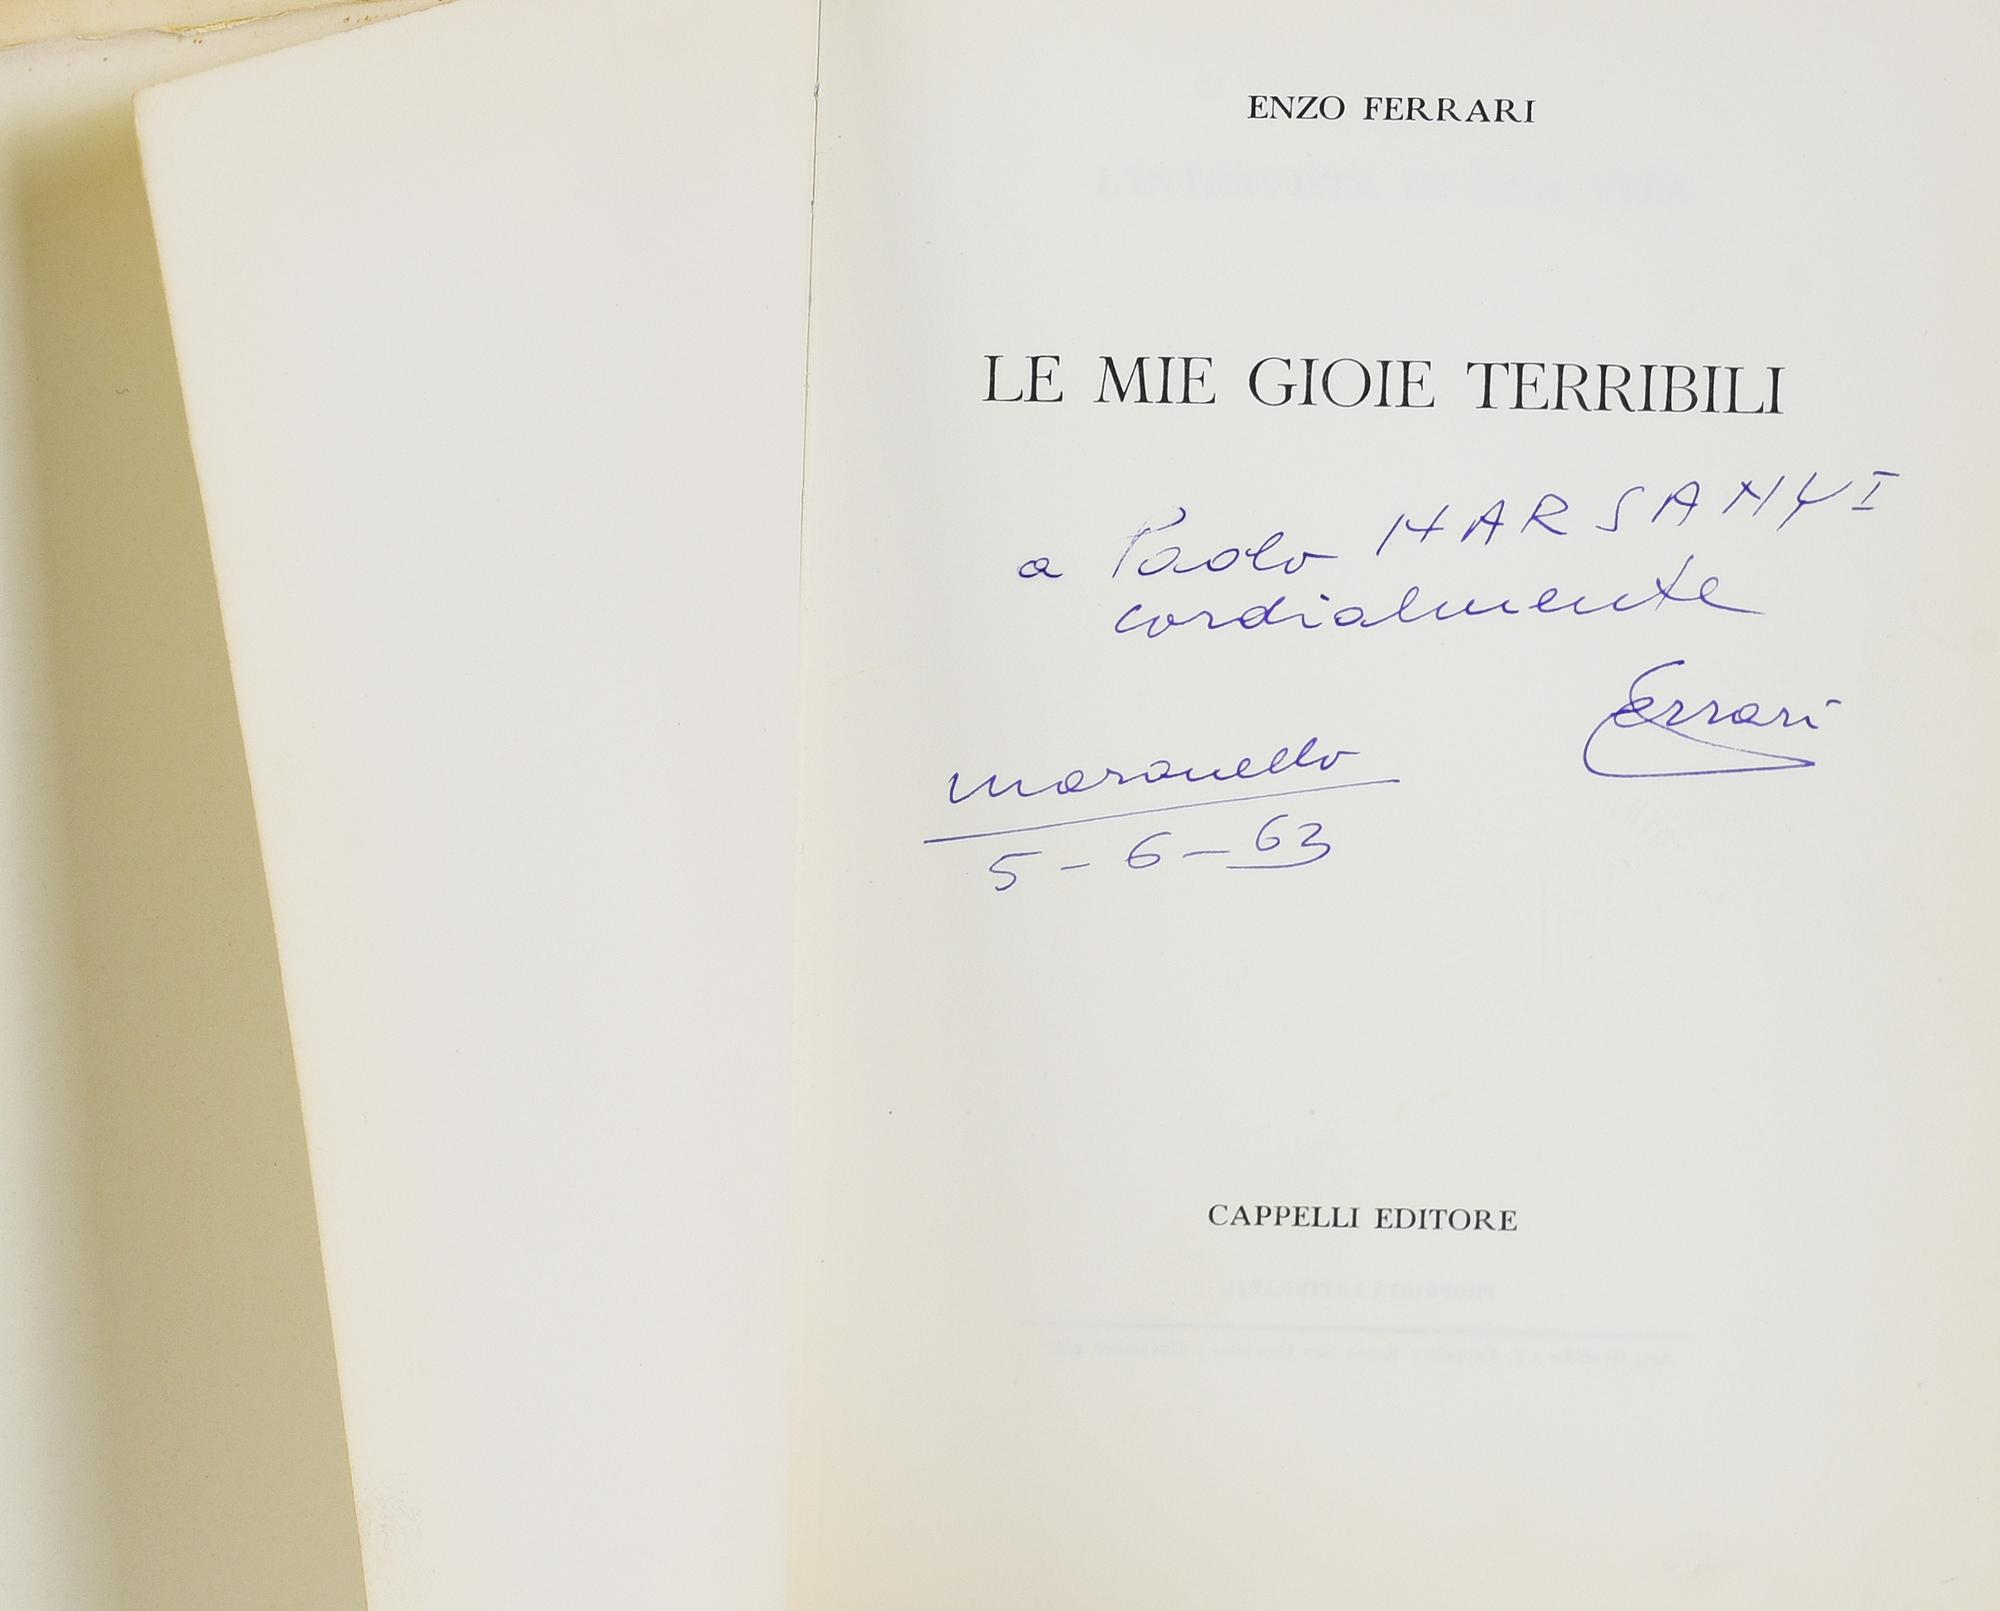 ENZO FERRARI
LE MIE GIOIE TERRIBILI
a Paolo HARSANYI
cordialmente
Ferrari
Maranello
5-6-63
CAPPELLI EDITORE